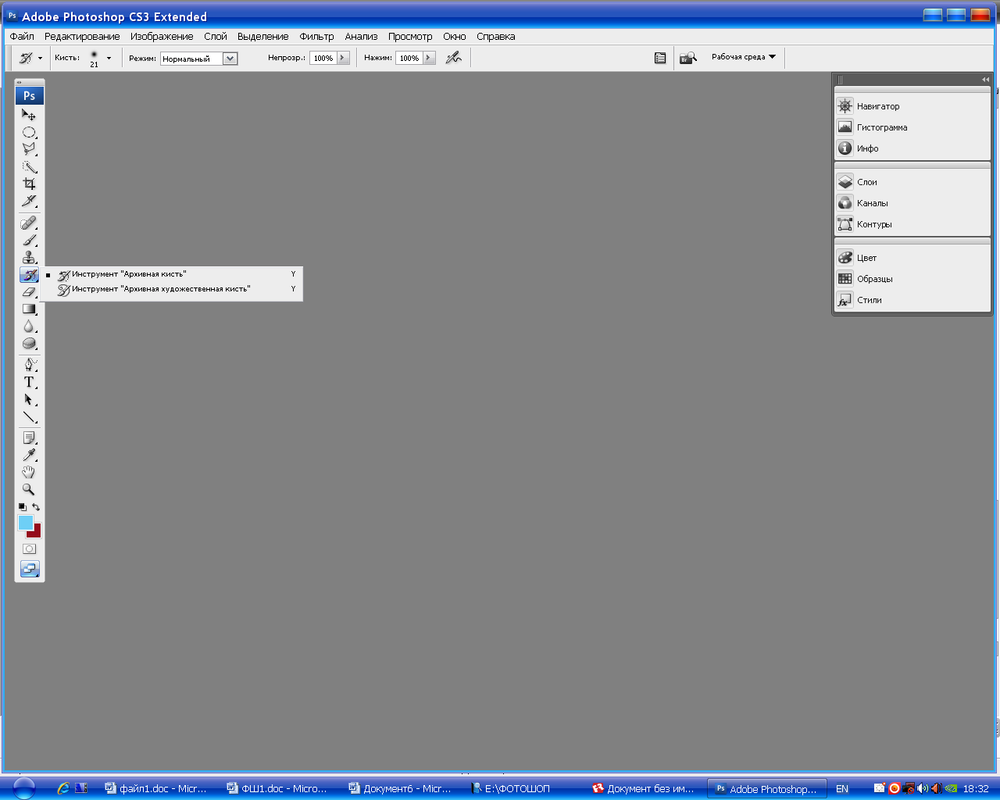 Ps Adobe Photoshop CS3 Extended
Файл Редактирование Изображение Слой Выделение Фильтр Анализ Просмотр Окно Справка
Кисть: 21 Режим: Нормальный Непрозр.: 100% Нажим: 100% Br Рабочая среда
Ps
Навигатор
Гистограмма
Инфо
Слои
Каналы
Контуры
Цвет
Образцы
Стили
Инструмент "Архивная кисть" Y
Инструмент "Архивная художественная кисть" Y
T
файл1.doc - Micr... ФШ1.doc - Micro... Документ6 - Micr... E:\ФОТОШОП Документ без им... Ps Adobe Photoshop... EN 18:32